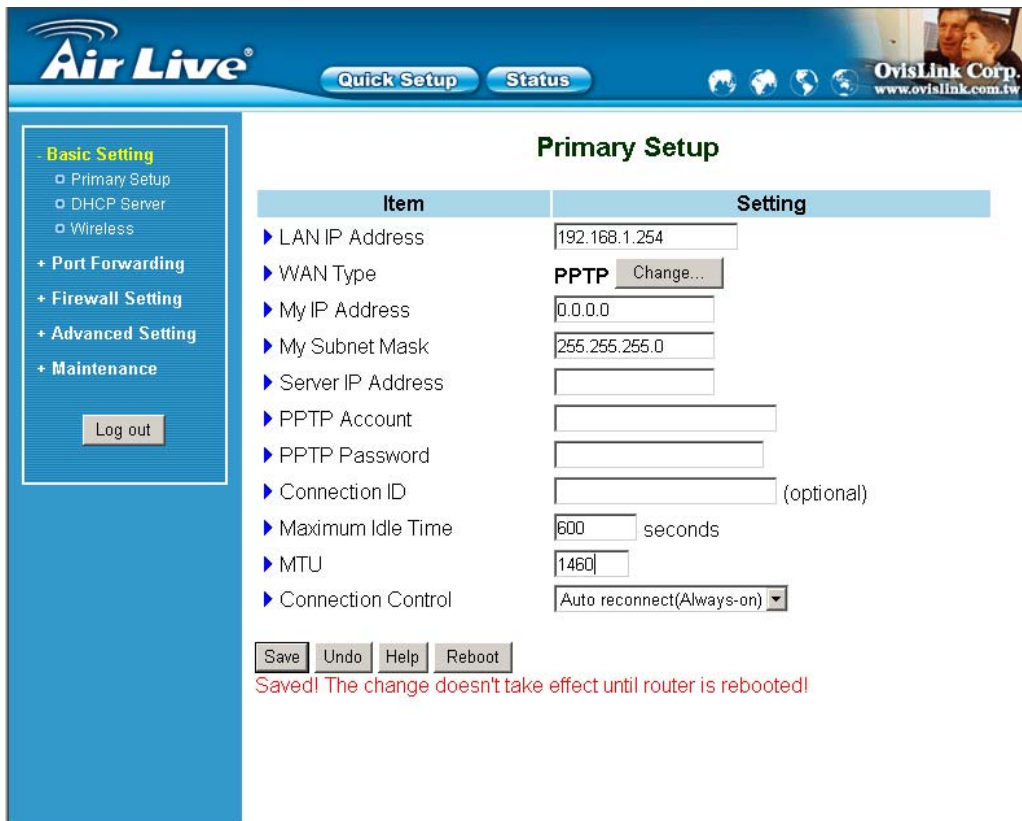 Air Live®
Quick Setup
Status
OvisLink Corp.
www.ovislink.com.tw
- Basic Setting
Primary Setup
DHCP Server
Wireless
+ Port Forwarding
+ Firewall Setting
+ Advanced Setting
+ Maintenance
Log out
Primary Setup
Item Setting
LAN IP Address 192.168.1.254
WAN Type PPTP Change...
My IP Address 0.0.0.0
My Subnet Mask 255.255.255.0
Server IP Address
PPTP Account
PPTP Password
Connection ID (optional)
Maximum Idle Time 600 seconds
MTU 1460
Connection Control Auto reconnect(Always-on)
Save Undo Help Reboot
Saved! The change doesn't take effect until router is rebooted!